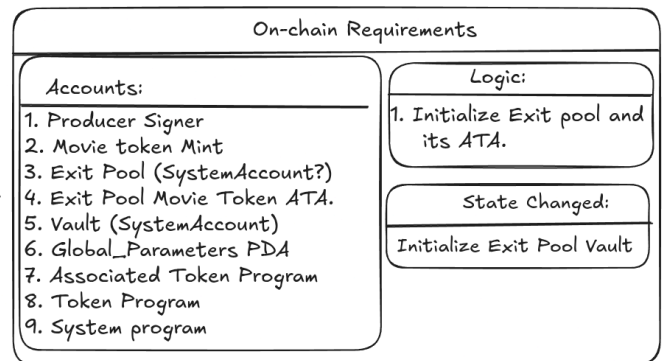 On-chain Requirements
Accounts:
1. Producer Signer
2. Movie token Mint
3. Exit Pool (SystemAccount?)
4. Exit Pool Movie Token ATA.
5. Vault (SystemAccount)
6. Global_Parameters PDA
7. Associated Token Program
8. Token Program
9. System program
Logic:
1. Initialize Exit pool and
its ATA.
State Changed:
Initialize Exit Pool Vault